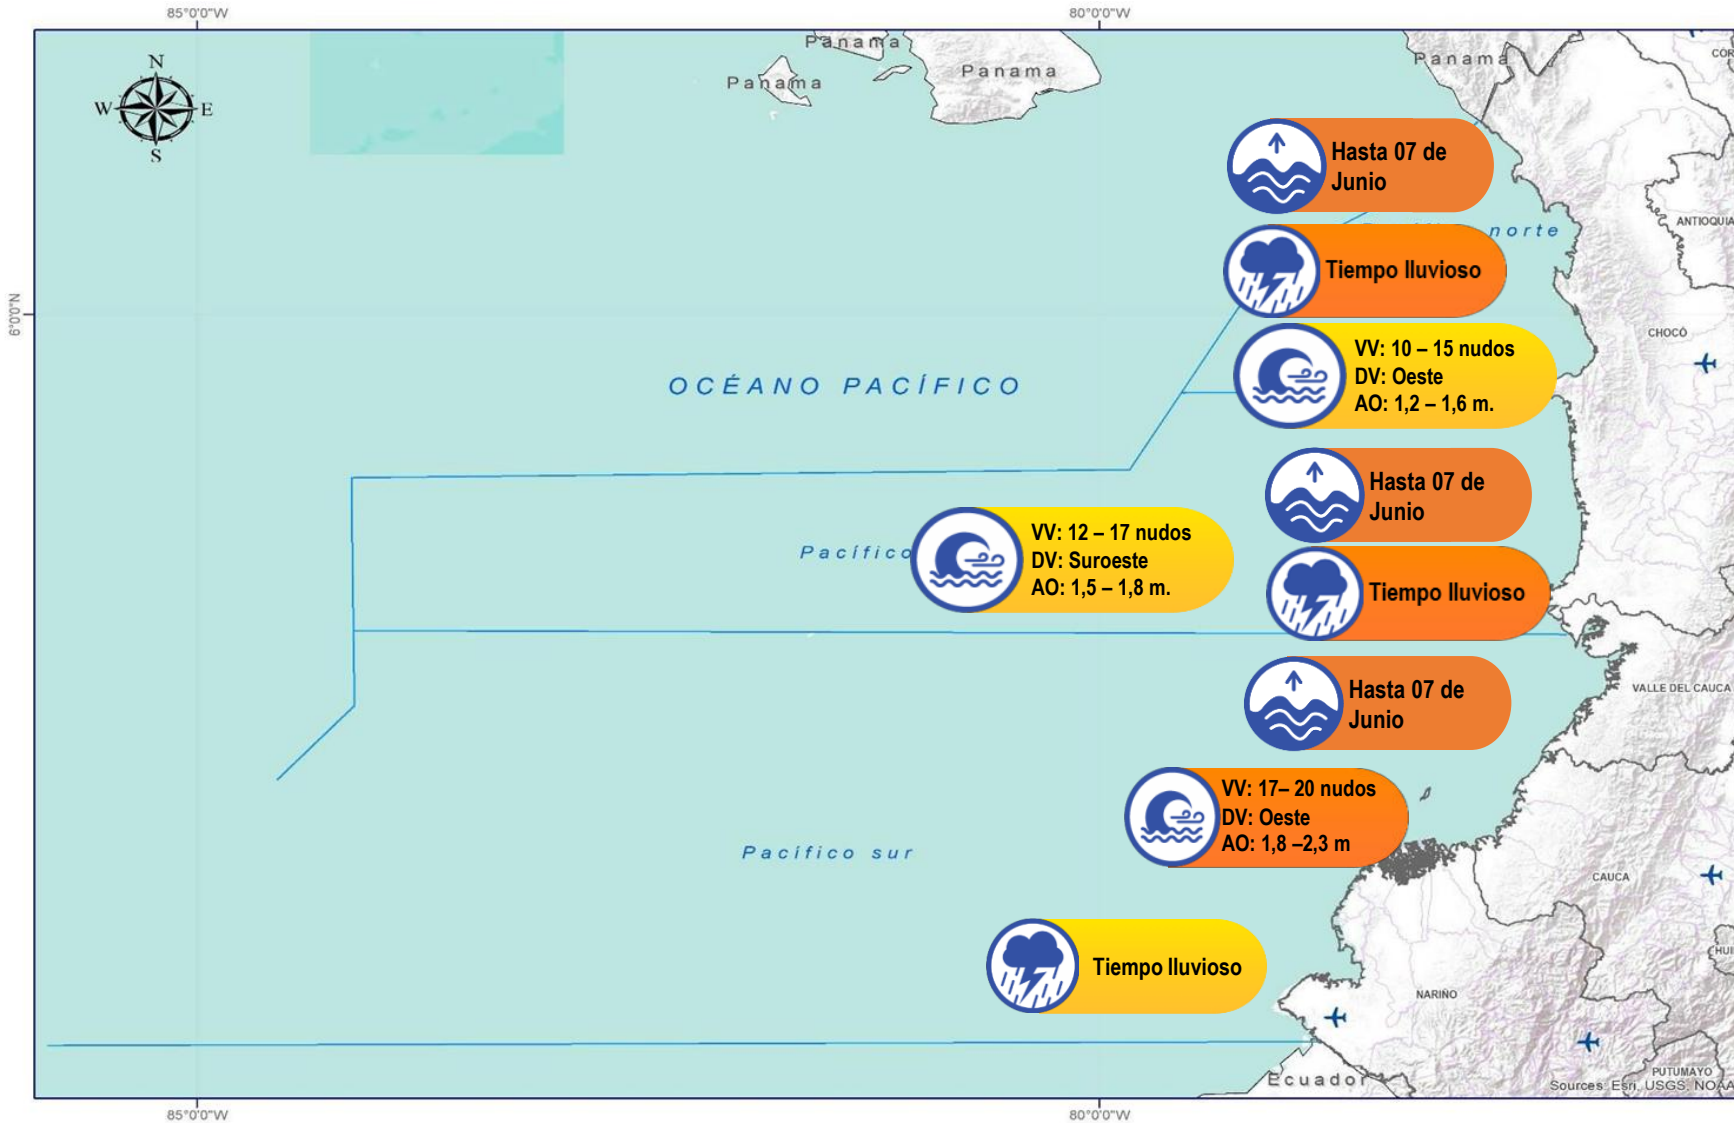 85°0'0"W
80°0'0"W
N
W
E
S
Panama
Panama
Panama
Panama
CÓR
Hasta 07 de
Junio
ANTIOQUIA
norte
Tiempo lluvioso
6°0'0"N
CHOCÓ
VV: 10 – 15 nudos
DV: Oeste
AO: 1,2 – 1,6 m.
OCÉANO PACÍFICO
Hasta 07 de
Junio
Pacífico
VV: 12 – 17 nudos
DV: Suroeste
AO: 1,5 – 1,8 m.
Tiempo lluvioso
VALLE DEL CAUCA
Hasta 07 de
Junio
VV: 17– 20 nudos
DV: Oeste
AO: 1,8 –2,3 m
Pacífico sur
CAUCA
HUI
Tiempo lluvioso
NARIÑO
PUTUMAYO
Ecuador
Sources: Esri, USGS, NOAA
85°0'0"W
80°0'0"W